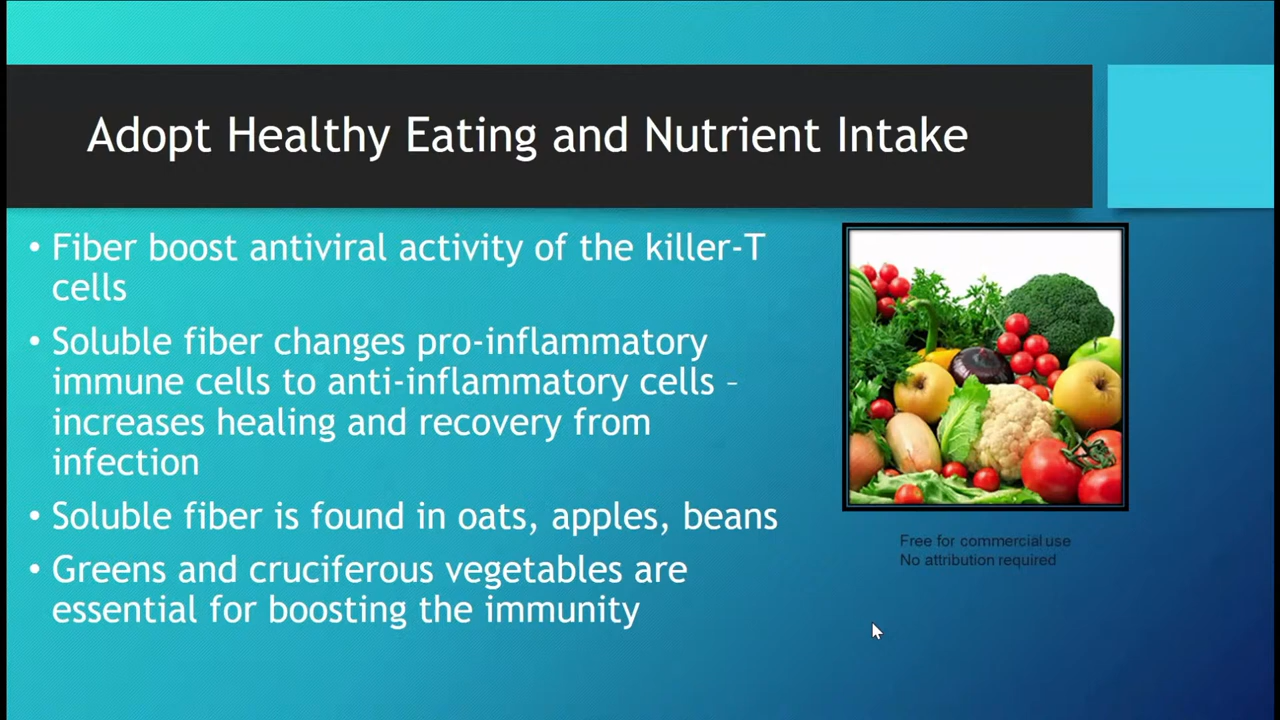 Adopt Healthy Eating and Nutrient Intake
• Fiber boost antiviral activity of the killer-T
cells
• Soluble fiber changes pro-inflammatory
immune cells to anti-inflammatory cells –
increases healing and recovery from
infection
• Soluble fiber is found in oats, apples, beans
• Greens and cruciferous vegetables are
essential for boosting the immunity
Free for commercial use
No attribution required